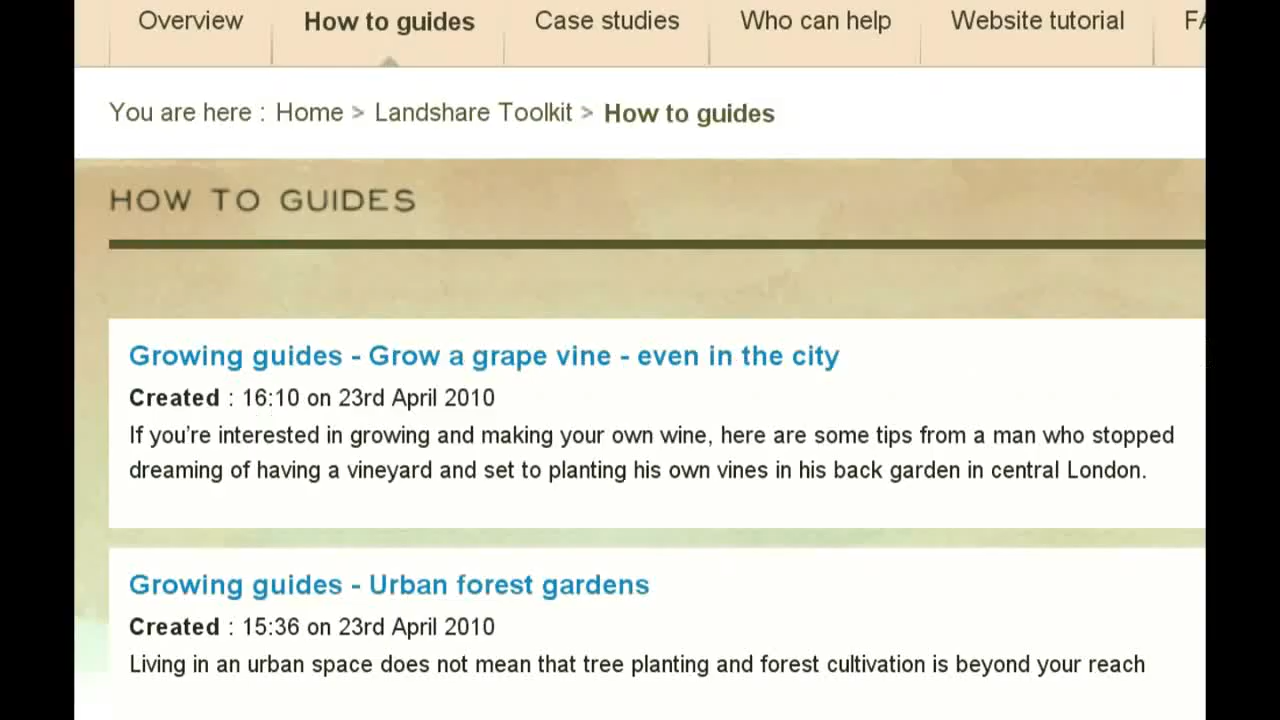 Overview How to guides Case studies Who can help Website tutorial
You are here : Home > Landshare Toolkit > How to guides
HOW TO GUIDES
Growing guides - Grow a grape vine - even in the city
Created : 16:10 on 23rd April 2010
If you're interested in growing and making your own wine, here are some tips from a man who stopped
dreaming of having a vineyard and set to planting his own vines in his back garden in central London.
Growing guides - Urban forest gardens
Created : 15:36 on 23rd April 2010
Living in an urban space does not mean that tree planting and forest cultivation is beyond your reach